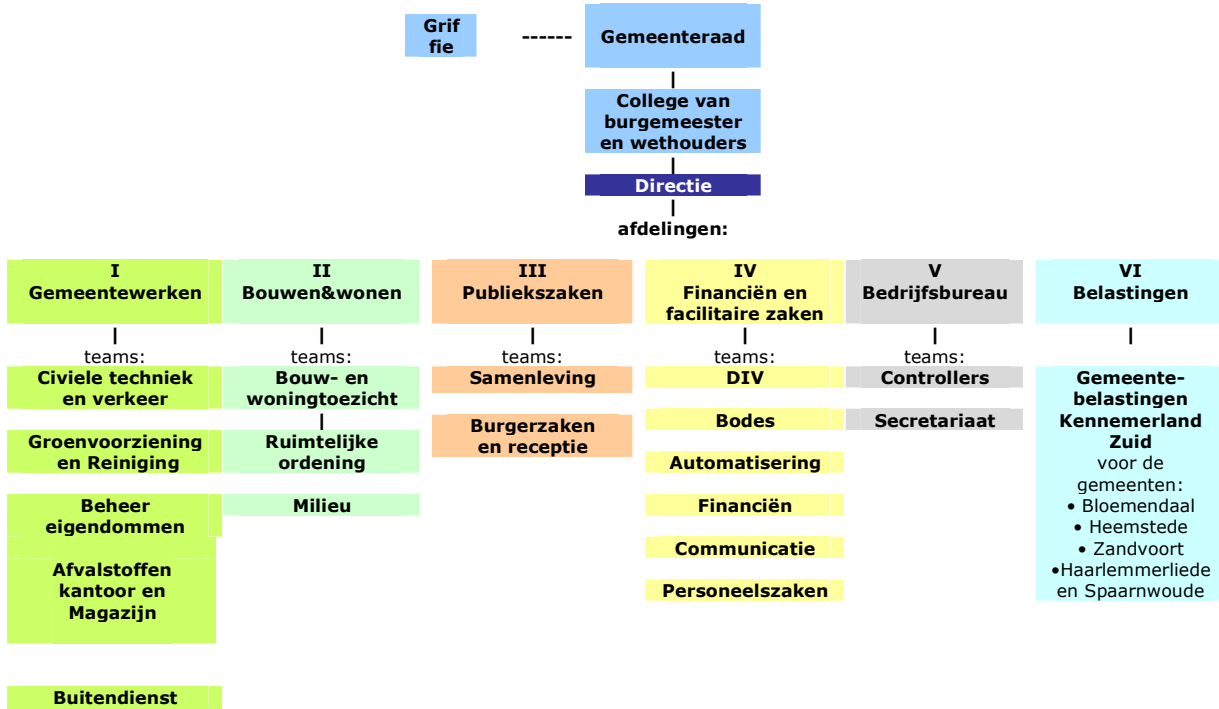 Grif
fie
------
Gemeenteraad
College van
burgemeester
en wethouders
Directie
afdelingen:
I
Gemeentewerken
teams:
Civiele techniek
en verkeer
Groenvoorziening
en Reiniging
Beheer
eigendommen
Afvalstoffen
kantoor en
Magazijn
Buitendienst
II
Bouwen&wonen
teams:
Bouw- en
woningtoezicht
Ruimtelijke
ordening
Milieu
III
Publiekszaken
teams:
Samenleving
Burgerzaken
en receptie
IV
Financiën en
facilitaire zaken
teams:
DIV
Bodes
Automatisering
Financiën
Communicatie
Personeelszaken
V
Bedrijfsbureau
teams:
Controllers
Secretariaat
VI
Belastingen
Gemeente-
belastingen
Kennemerland
Zuid
voor de
gemeenten:
• Bloemendaal
• Heemstede
• Zandvoort
•Haarlemmerliede
en Spaarnwoude